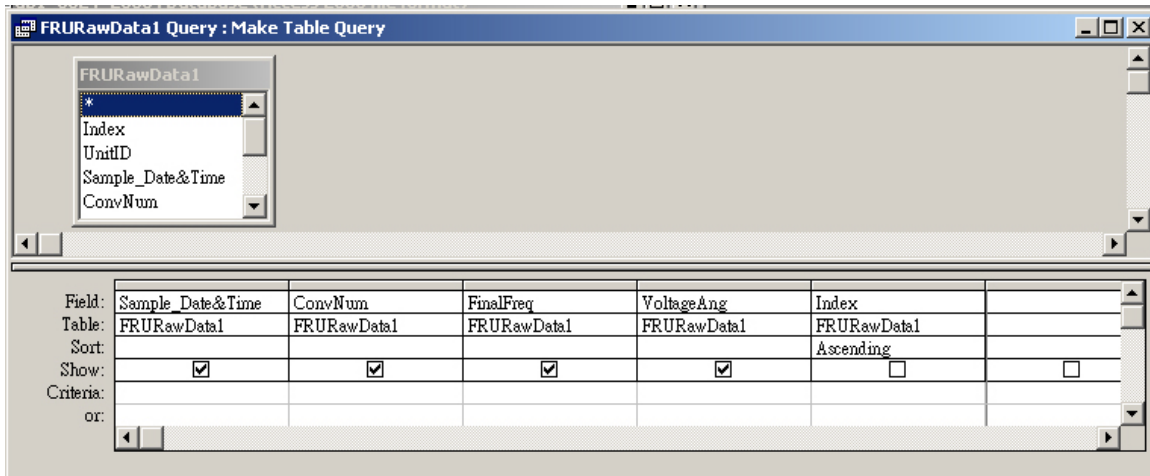 FRURawData1 Query : Make Table Query
FRURawData1
*
Index
UnitID
Sample_Date&Time
ConvNum
Field: Sample_Date&Time ConvNum FinalFreq VoltageAng Index
Table: FRURawData1 FRURawData1 FRURawData1 FRURawData1 FRURawData1
Sort: Ascending
Show:
Criteria:
or: